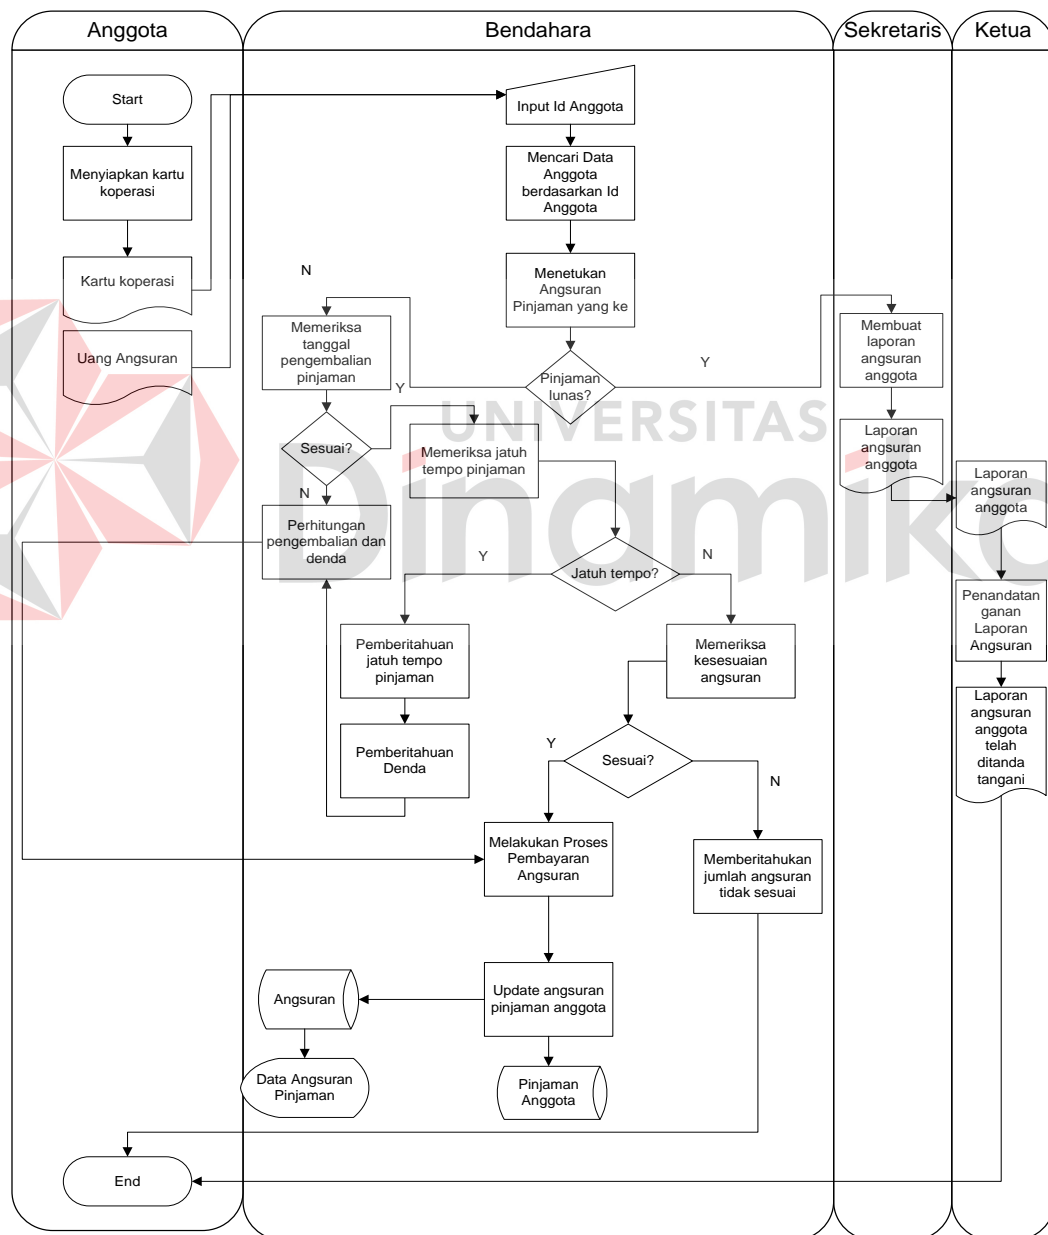 Anggota
Bendahara
Sekretaris
Ketua
Start
Input Id Anggota
Menyiapkan kartu
koperasi
Mencari Data
Anggota
berdasarkan Id
Anggota
Kartu koperasi
N
Menetukan
Angsuran
Pinjaman yang ke
Uang Angsuran
Memeriksa
tanggal
pengembalian
pinjaman
Y
Pinjaman
lunas?
Y
Membuat
laporan
angsuran
anggota
UNIVERSITAS
Dinamika
Sesuai?
Memeriksa jatuh
tempo pinjaman
Laporan
angsuran
anggota
Laporan
angsuran
anggota
N
Perhitungan
pengembalian dan
denda
Y
Jatuh tempo?
N
Penandatan
ganan
Laporan
Angsuran
Pemberitahuan
jatuh tempo
pinjaman
Memeriksa
kesesuaian
angsuran
Laporan
angsuran
anggota
telah
ditanda
tangani
Pemberitahuan
Denda
Y
Sesuai?
N
Melakukan Proses
Pembayaran
Angsuran
Memberitahukan
jumlah angsuran
tidak sesuai
Angsuran
Update angsuran
pinjaman anggota
Data Angsuran
Pinjaman
Pinjaman
Anggota
End